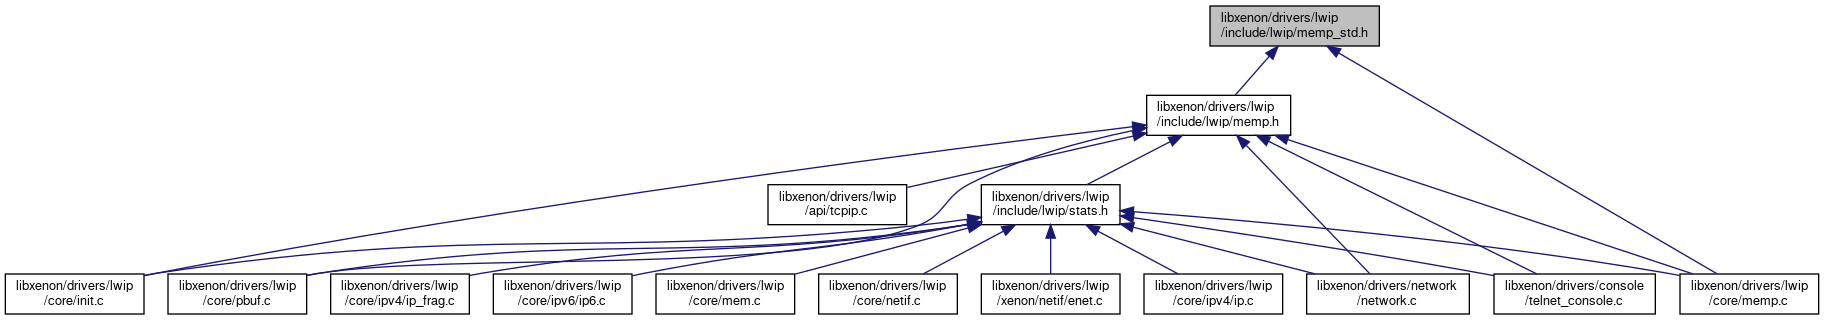 libxenon/drivers/lwip
/include/lwip/memp_std.h
libxenon/drivers/lwip
/include/lwip/memp.h
libxenon/drivers/lwip
/api/tcpip.c
libxenon/drivers/lwip
/include/lwip/stats.h
libxenon/drivers/lwip
/core/init.c
libxenon/drivers/lwip
/core/pbuf.c
libxenon/drivers/lwip
/core/ipv4/ip_frag.c
libxenon/drivers/lwip
/core/ipv6/ip6.c
libxenon/drivers/lwip
/core/mem.c
libxenon/drivers/lwip
/core/netif.c
libxenon/drivers/lwip
/xenon/netif/enet.c
libxenon/drivers/lwip
/core/ipv4/ip.c
libxenon/drivers/network
/network.c
libxenon/drivers/console
/telnet_console.c
libxenon/drivers/lwip
/core/memp.c